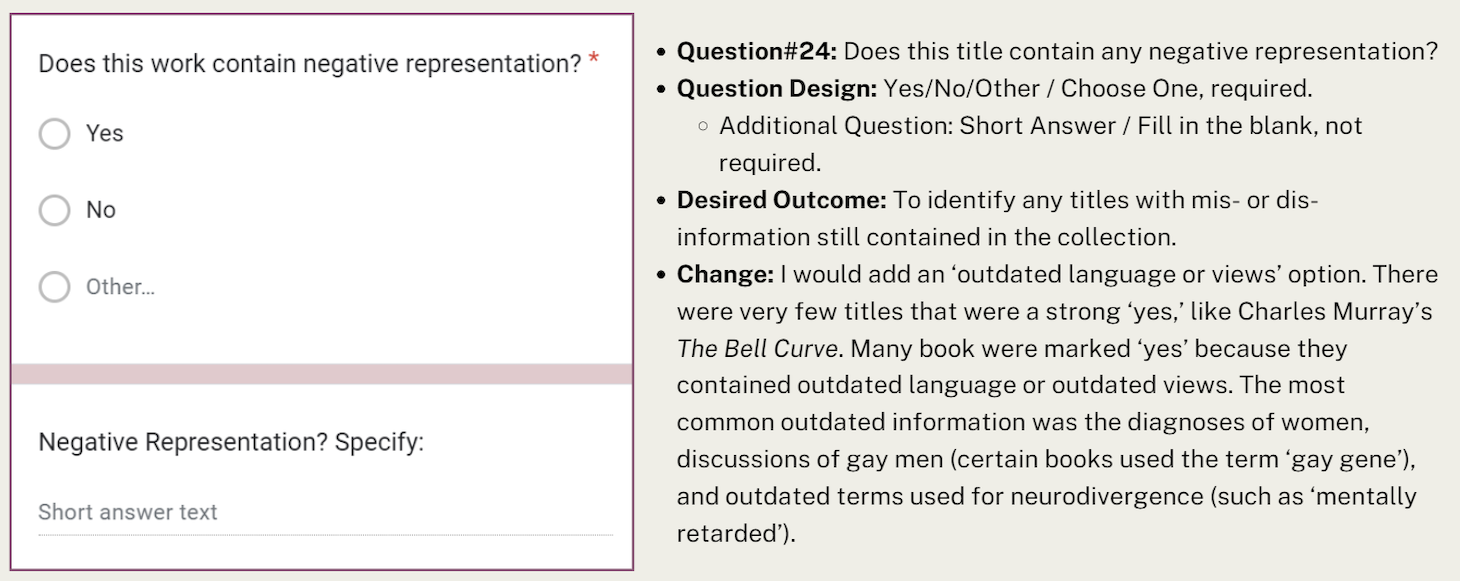 Does this work contain negative representation? *
Yes
No
Other...
Negative Representation? Specify:
Short answer text
• Question#24: Does this title contain any negative representation?
• Question Design: Yes/No/Other / Choose One, required.
○ Additional Question: Short Answer / Fill in the blank, not
required.
• Desired Outcome: To identify any titles with mis- or dis-
information still contained in the collection.
• Change: I would add an ‘outdated language or views’ option. There
were very few titles that were a strong ‘yes,’ like Charles Murray’s
The Bell Curve. Many book were marked ‘yes’ because they
contained outdated language or outdated views. The most
common outdated information was the diagnoses of women,
discussions of gay men (certain books used the term ‘gay gene’),
and outdated terms used for neurodivergence (such as ‘mentally
retarded’).